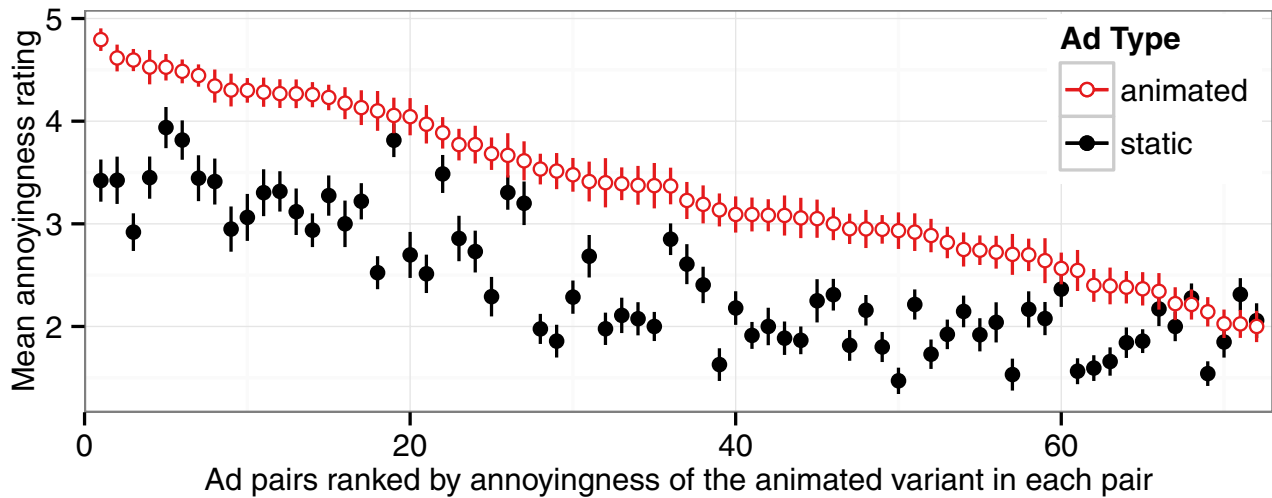 Mean annoyingness rating
5
4
3
2
Ad Type
animated
static
0
20
40
60
Ad pairs ranked by annoyingness of the animated variant in each pair